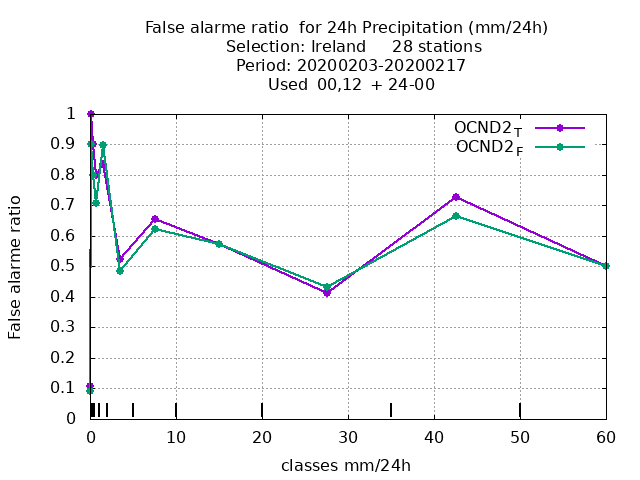 False alarme ratio  for 24h Precipitation (mm/24h)
Selection: Ireland     28 stations
Period: 20200203-20200217
Used  00,12  + 24-00
OCND2T
OCND2F
1
0.9
0.8
0.7
0.6
0.5
0.4
0.3
0.2
0.1
0
False alarme ratio
0 10 20 30 40 50 60
classes mm/24h